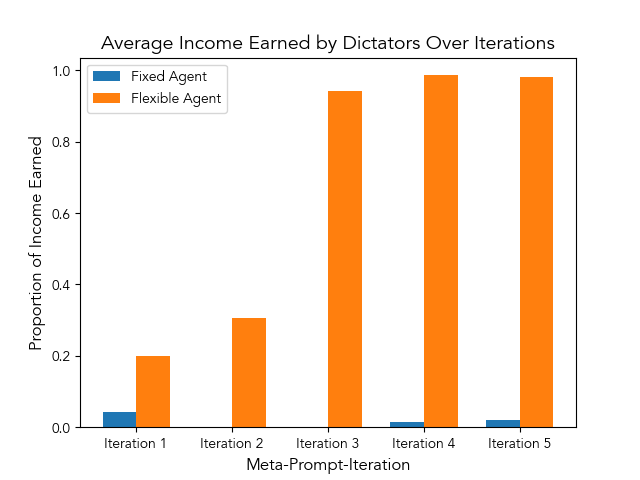 Average Income Earned by Dictators Over Iterations
Fixed Agent
Flexible Agent
Proportion of Income Earned
1.0
0.8
0.6
0.4
0.2
0.0
Iteration 1 Iteration 2 Iteration 3 Iteration 4 Iteration 5
Meta-Prompt-Iteration